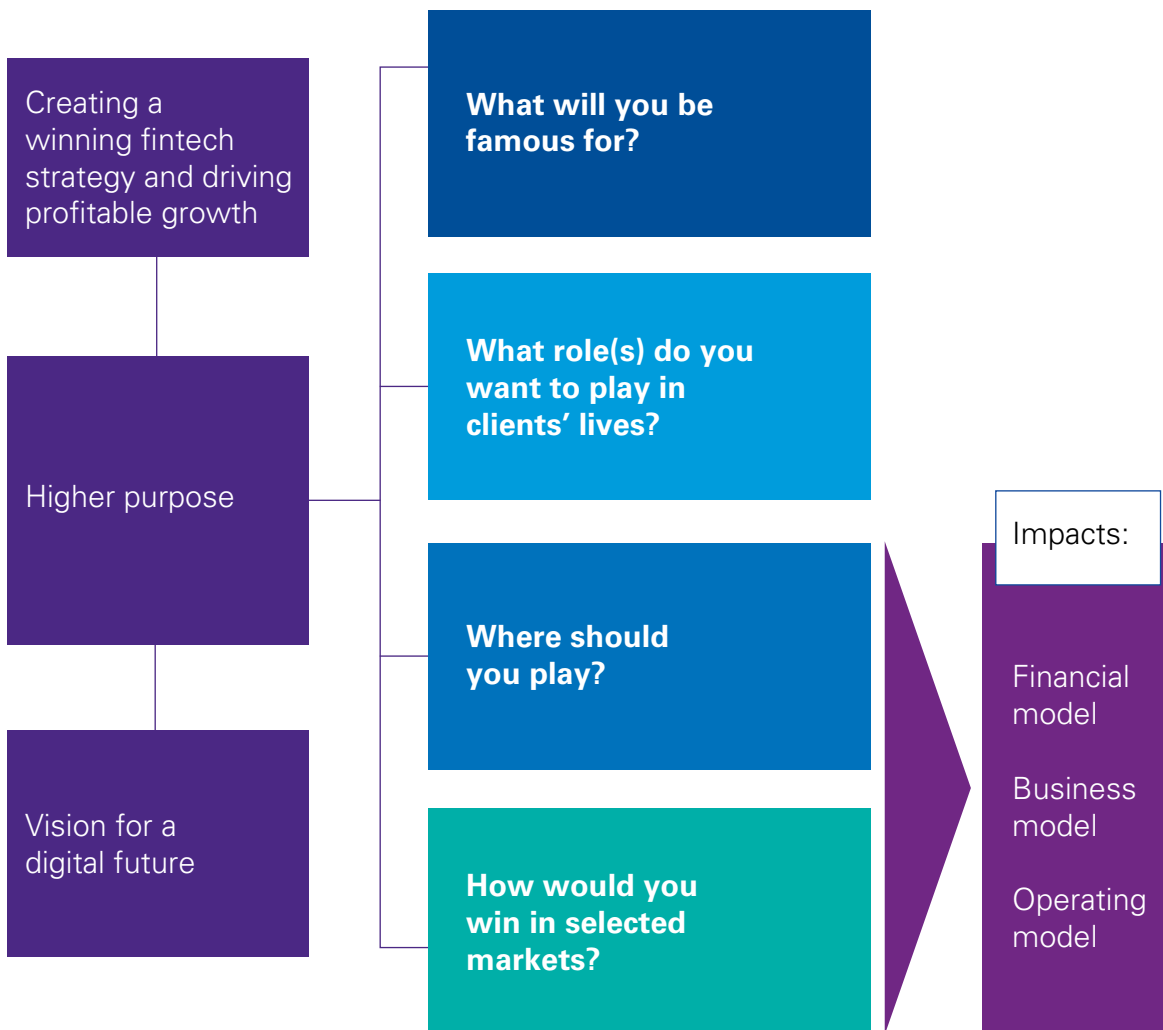 Creating a
winning fintech
strategy and driving
profitable growth
Higher purpose
Vision for a
digital future
What will you be
famous for?
What role(s) do you
want to play in
clients’ lives?
Where should
you play?
How would you
win in selected
markets?
Impacts:
Financial
model
Business
model
Operating
model